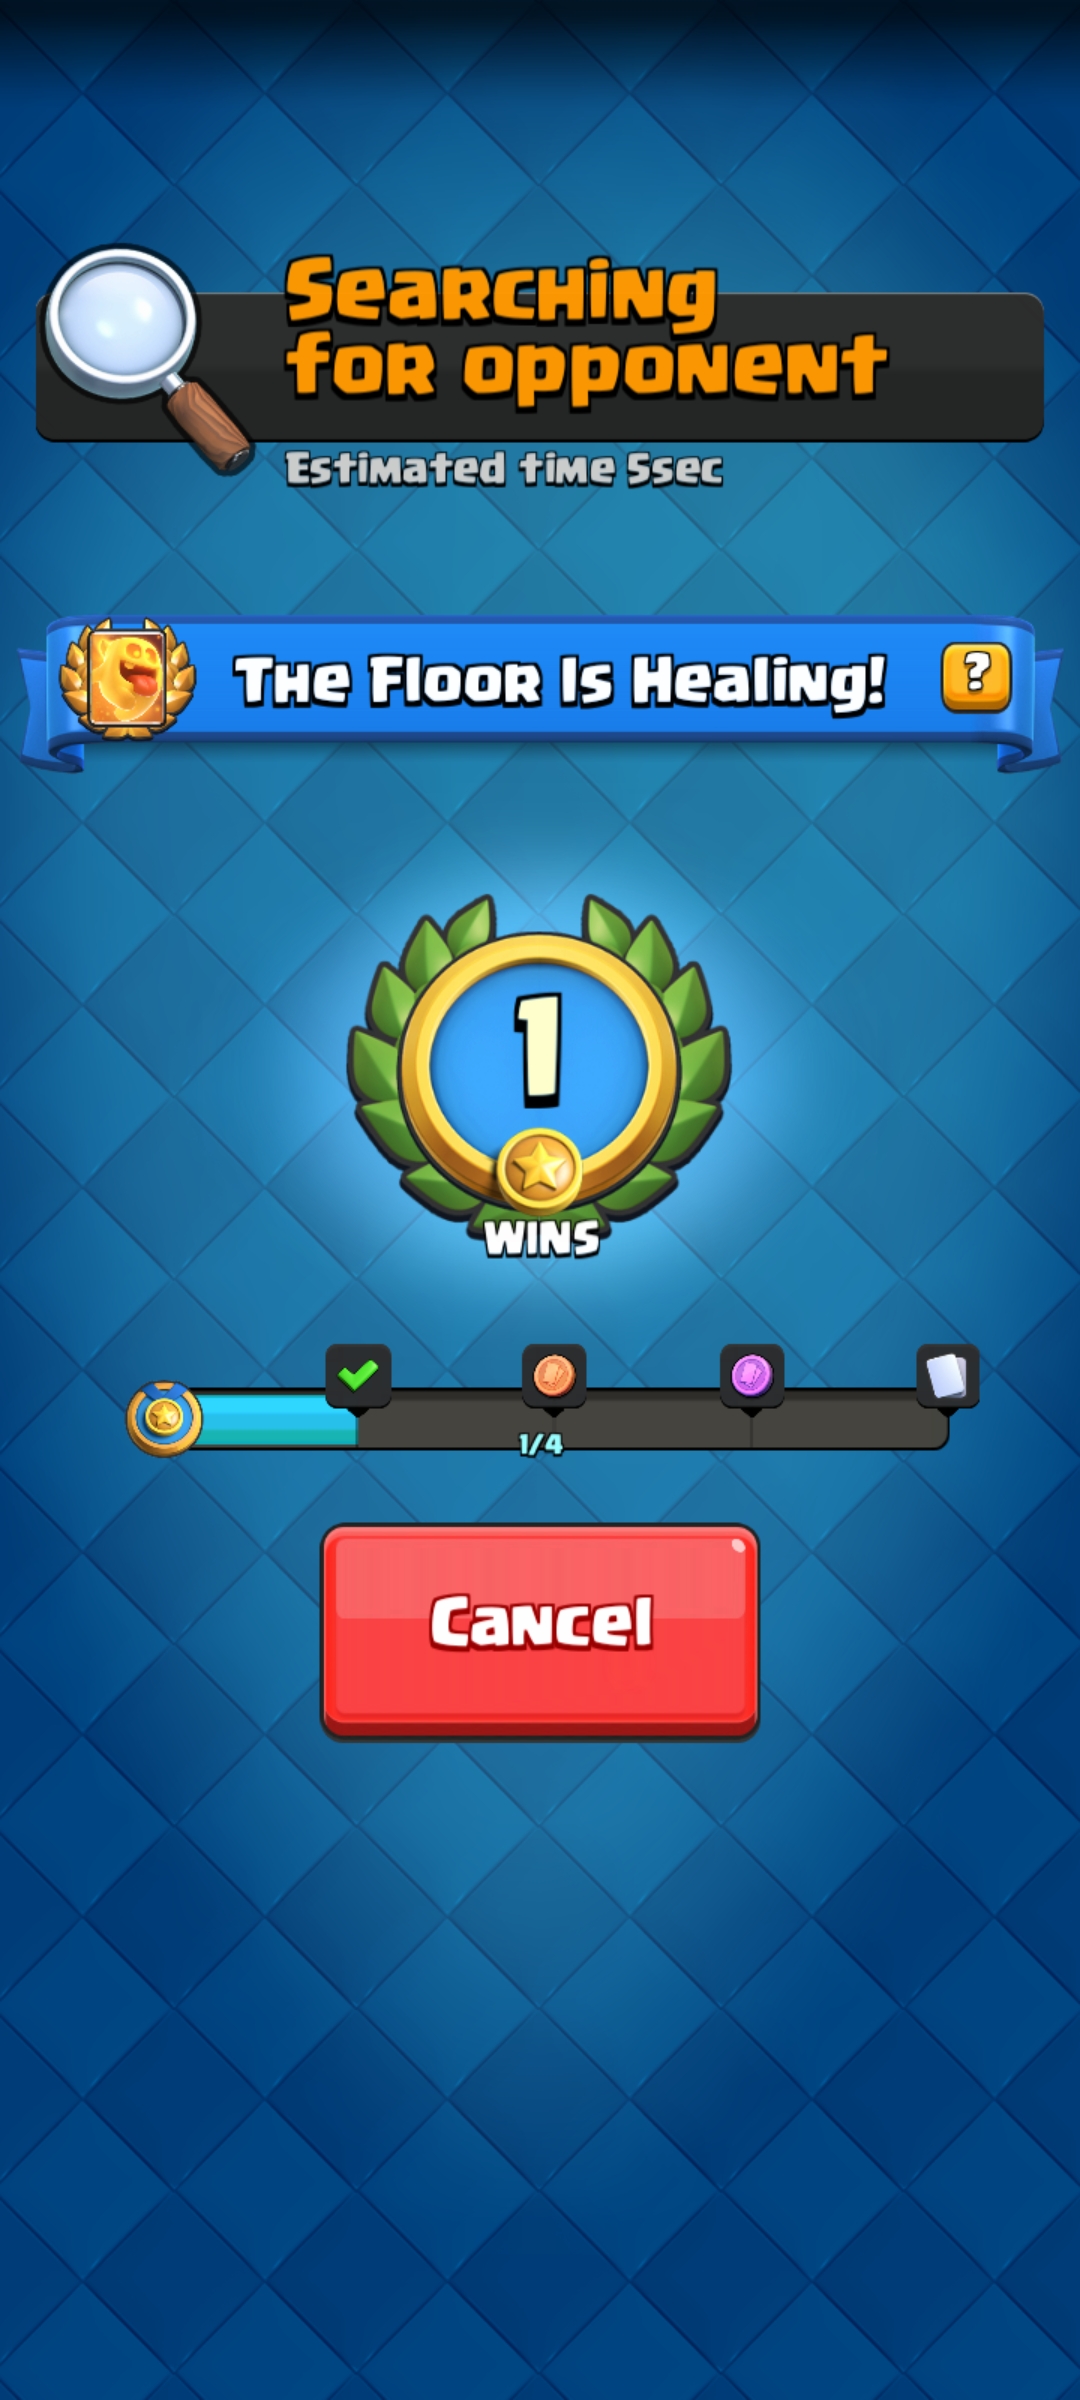 Searching
for opponent
Estimated time 5sec
The Floor Is Healing!
?
1
WINS
1/4
Cancel